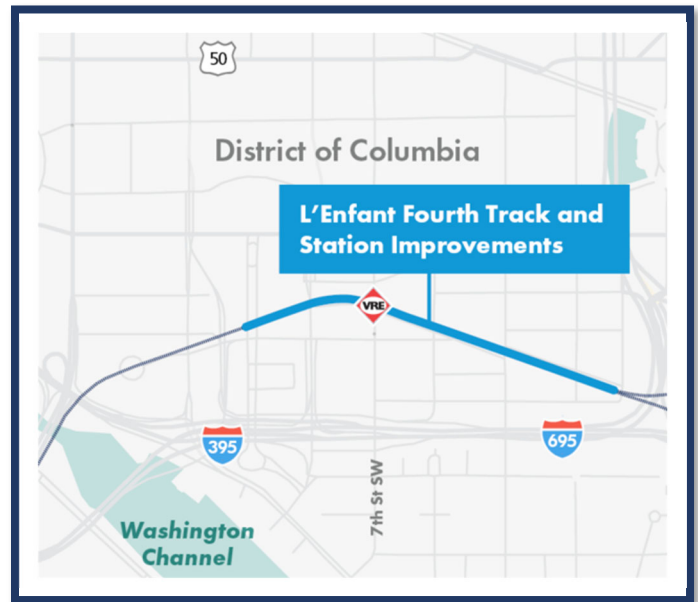 50
District of Columbia
L’Enfant Fourth Track and
Station Improvements
VRE
395
695
7th St SW
Washington
Channel